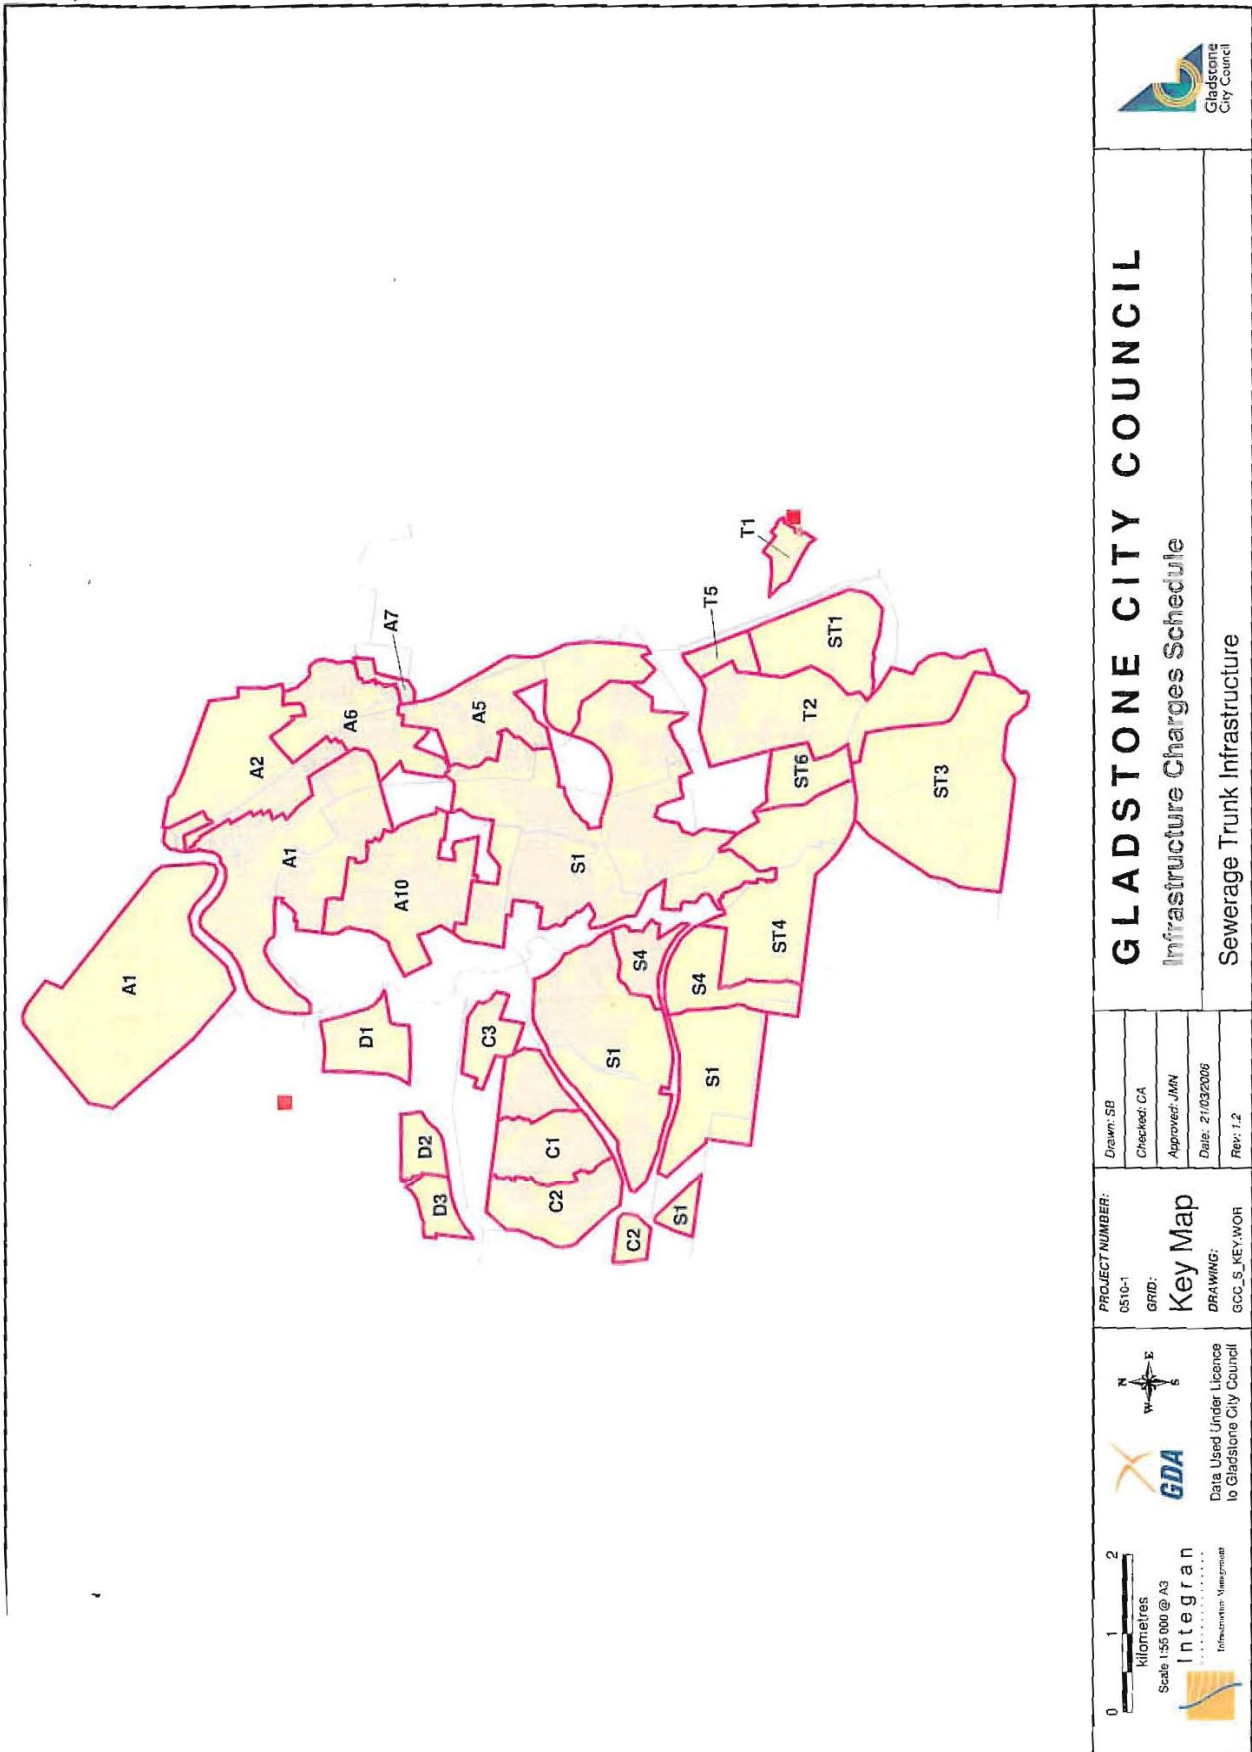 A1
A2
A6
A7
A1
A5
A10
D1
D2
D3
C3
C1
C2
C2
S1
S1
S4
S4
S1
S1
ST4
ST6
T2
T5
ST1
T1
ST3
0 1 2
kilometres
Scale 1:55 000 @ A3
Integran
Infrastructure Management
GDA
N
W E
S
Data Used Under Licence
to Gladstone City Council
PROJECT NUMBER:
0510-1
GRID:
Key Map
DRAWING:
GCC_S_KEY.WOR
Drawn: SB
Checked: CA
Approved: JMN
Date: 21/03/2006
Rev: 1.2
GLADSTONE CITY COUNCIL
Infrastructure Charges Schedule
Sewerage Trunk Infrastructure
Gladstone
City Council